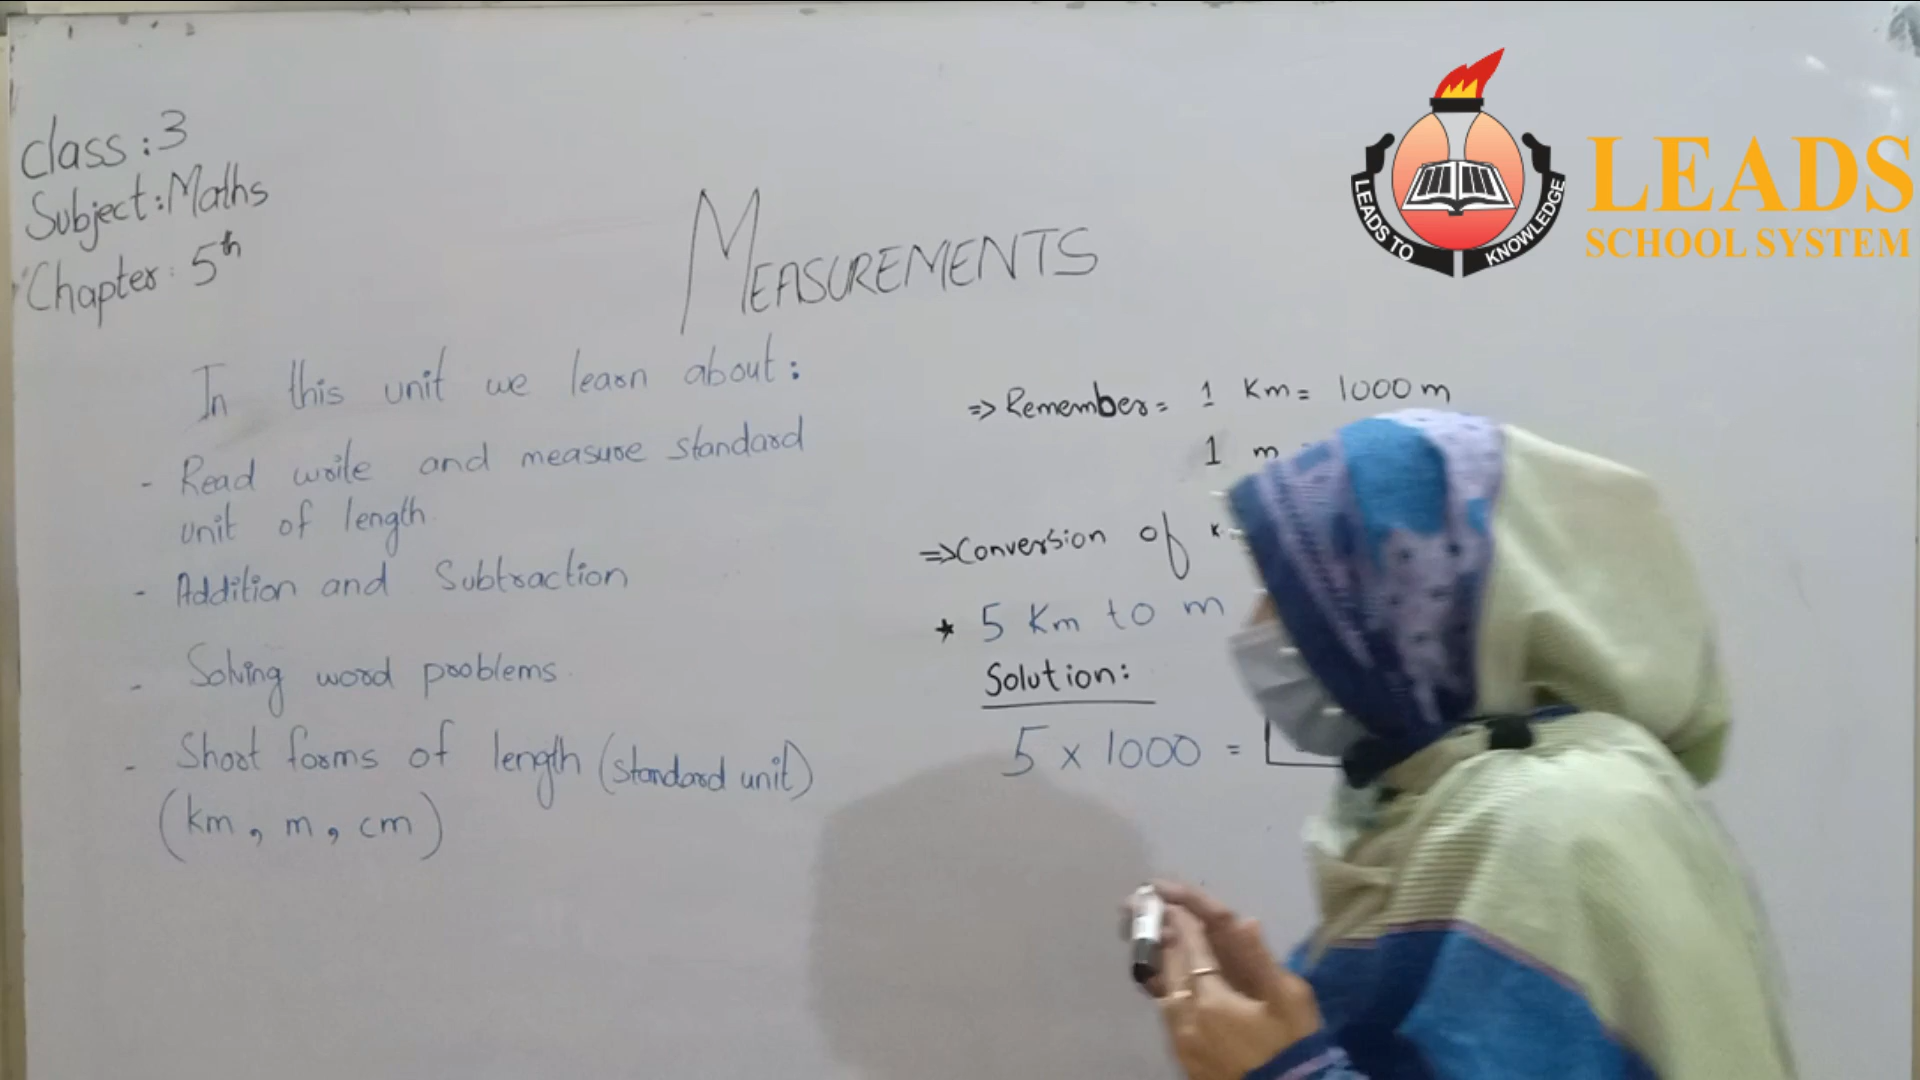 Class: 3
Subject: Maths
Chapter: 5th
MEASUREMENTS
In this unit we learn about:
- Read write and measure standard
unit of length.
- Addition and Subtraction
- Solving word problems.
- Short forms of length (standard unit)
(km, m, cm)
=> Remember = 1 Km = 1000 m
1 m
=> Conversion of
★ 5 Km to m
Solution:
5 x 1000 =
LEADS TO KNOWLEDGE
LEADS
SCHOOL SYSTEM